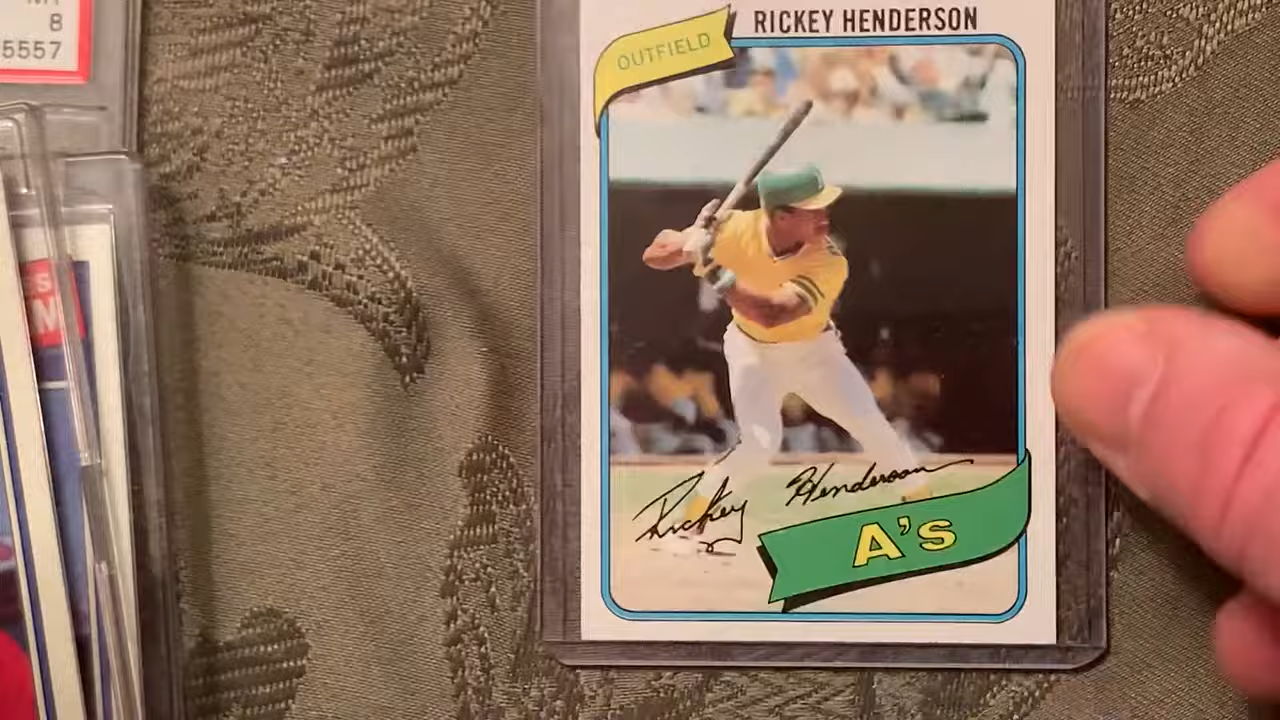 8
5557
RICKEY HENDERSON
OUTFIELD
Rickey Henderson
A's